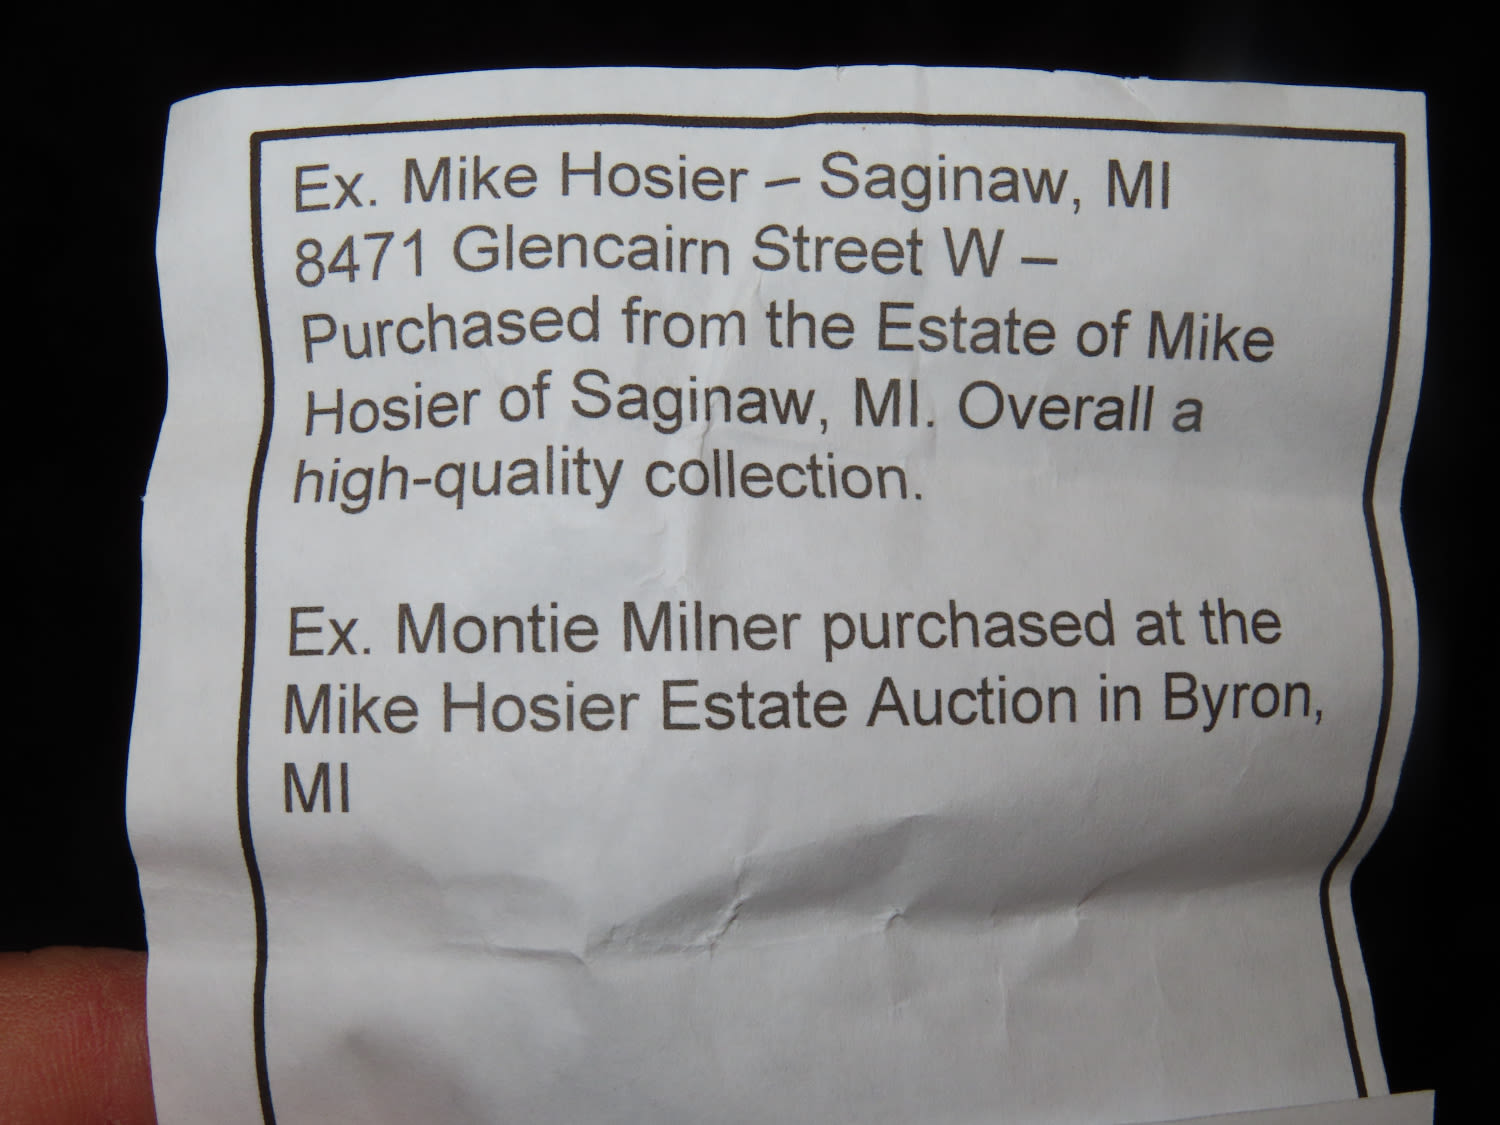 Ex. Mike Hosier – Saginaw, MI
8471 Glencairn Street W –
Purchased from the Estate of Mike
Hosier of Saginaw, MI. Overall a
high-quality collection.
Ex. Montie Milner purchased at the
Mike Hosier Estate Auction in Byron,
MI